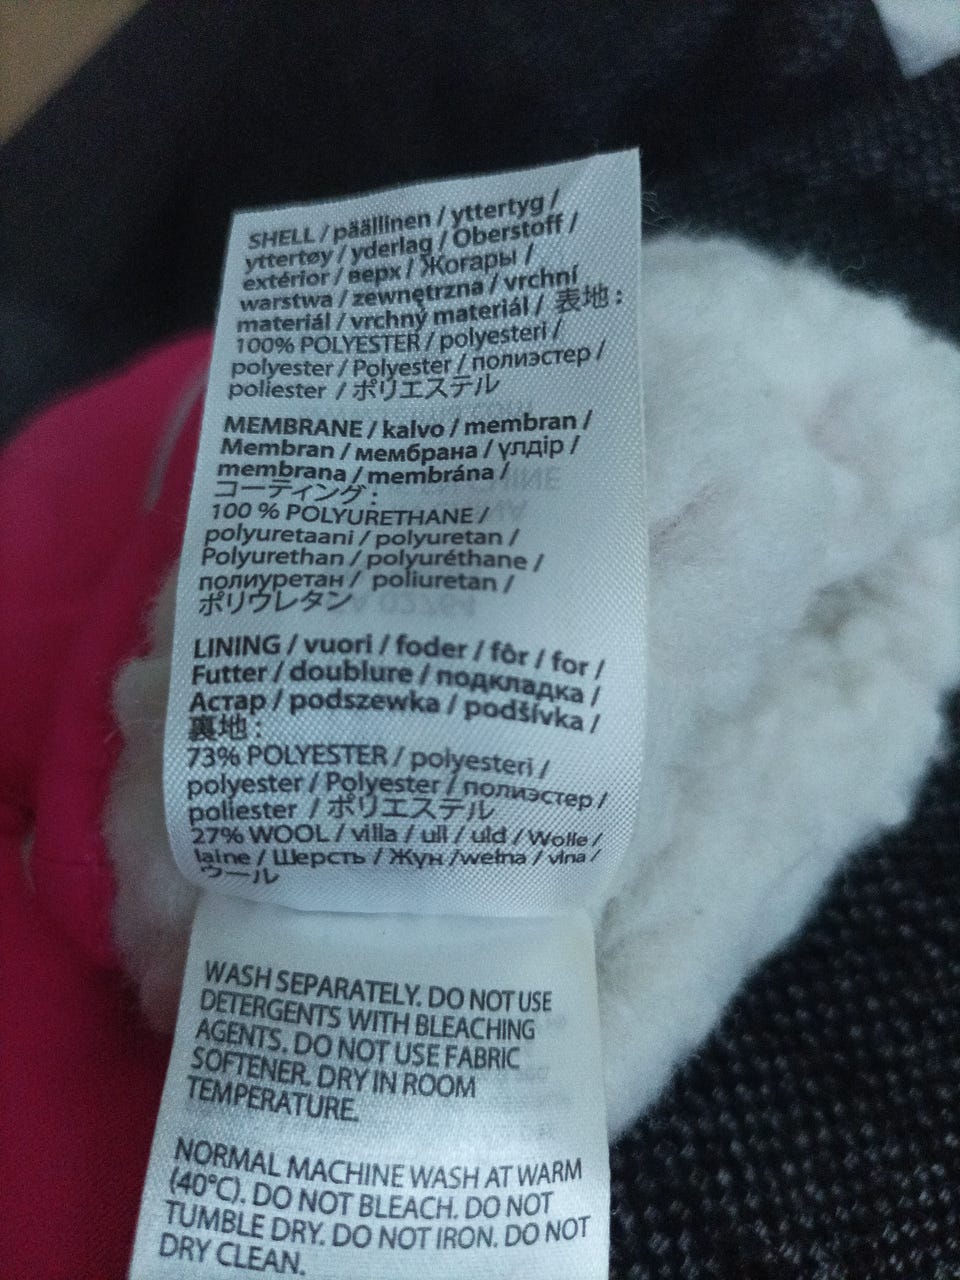 SHELL / päällinen / yttertyg /
yttertøy / yderlag / Oberstoff /
extérior / верх / Жоғары /
warstwa / zewnętrzna / vrchní
materiál / vrchný materiál / 表地 :
100% POLYESTER / polyesteri /
polyester / Polyester / полиэстер /
poliester / ポリエステル
MEMBRANE / kalvo / membran /
Membran / мембрана / үлдір /
membrana / membrána /
コーティング :
100 % POLYURETHANE /
polyuretaani / polyuretan /
Polyurethan / polyuréthane /
полиуретан / poliuretan /
ポリウレタン
LINING / vuori / foder / fôr / for /
Futter / doublure / подкладка /
Астар / podszewka / podšívka /
裏地 :
73% POLYESTER / polyesteri /
polyester / Polyester / полиэстер /
poliester / ポリエステル
27% WOOL / villa / ull / uld / Wolle /
laine / Шерсть / Жүн /wełna / vlna /
ウール
WASH SEPARATELY. DO NOT USE
DETERGENTS WITH BLEACHING
AGENTS. DO NOT USE FABRIC
SOFTENER. DRY IN ROOM
TEMPERATURE.
NORMAL MACHINE WASH AT WARM
(40°C). DO NOT BLEACH. DO NOT
TUMBLE DRY. DO NOT IRON. DO NOT
DRY CLEAN.